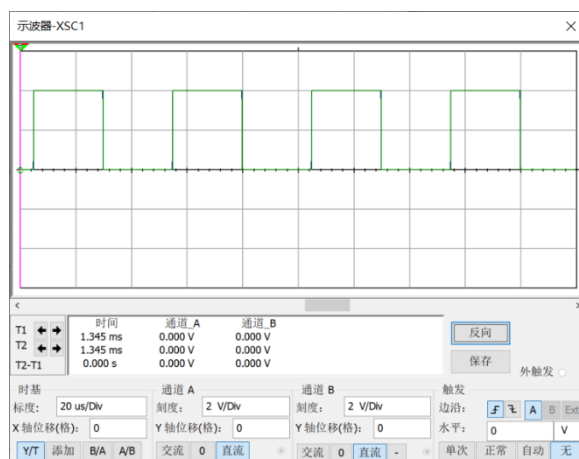 示波器-XSC1
时间 通道_A 通道_B
T1 1.345 ms 0.000 V 0.000 V
T2 1.345 ms 0.000 V 0.000 V
T2-T1 0.000 s 0.000 V 0.000 V
反向
保存
外触发
时基 通道 A 通道 B 触发
标度: 20 us/Div 刻度: 2 V/Div 刻度: 2 V/Div 边沿: A B Ext
X 轴位移(格): 0 Y 轴位移(格): 0 Y 轴位移(格): 0 水平: 0 V
Y/T 添加 B/A A/B 交流 0 直流 交流 0 直流 - 单次 正常 自动 无